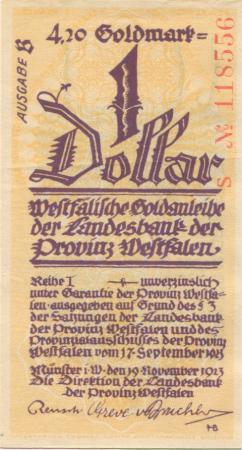 4,20 Goldmark=
AUSGABE B
1
Dollar
S № 118556
Westfälische Goldanleihe
der Landesbank der
Provinz Westfalen
Reihe I unverzinslich
unter Garantie der Provinz Westfa-
len ausgegeben auf Grund des § 3
der Satzungen der Landesbank
der Provinz Westfalen und des
Provinzialausschusses der Provinz
Westfalen vom 17. September 1923
Münster i. W. den 29 November 1923
Die Direktion der Landesbank
der Provinz Westfalen
HB